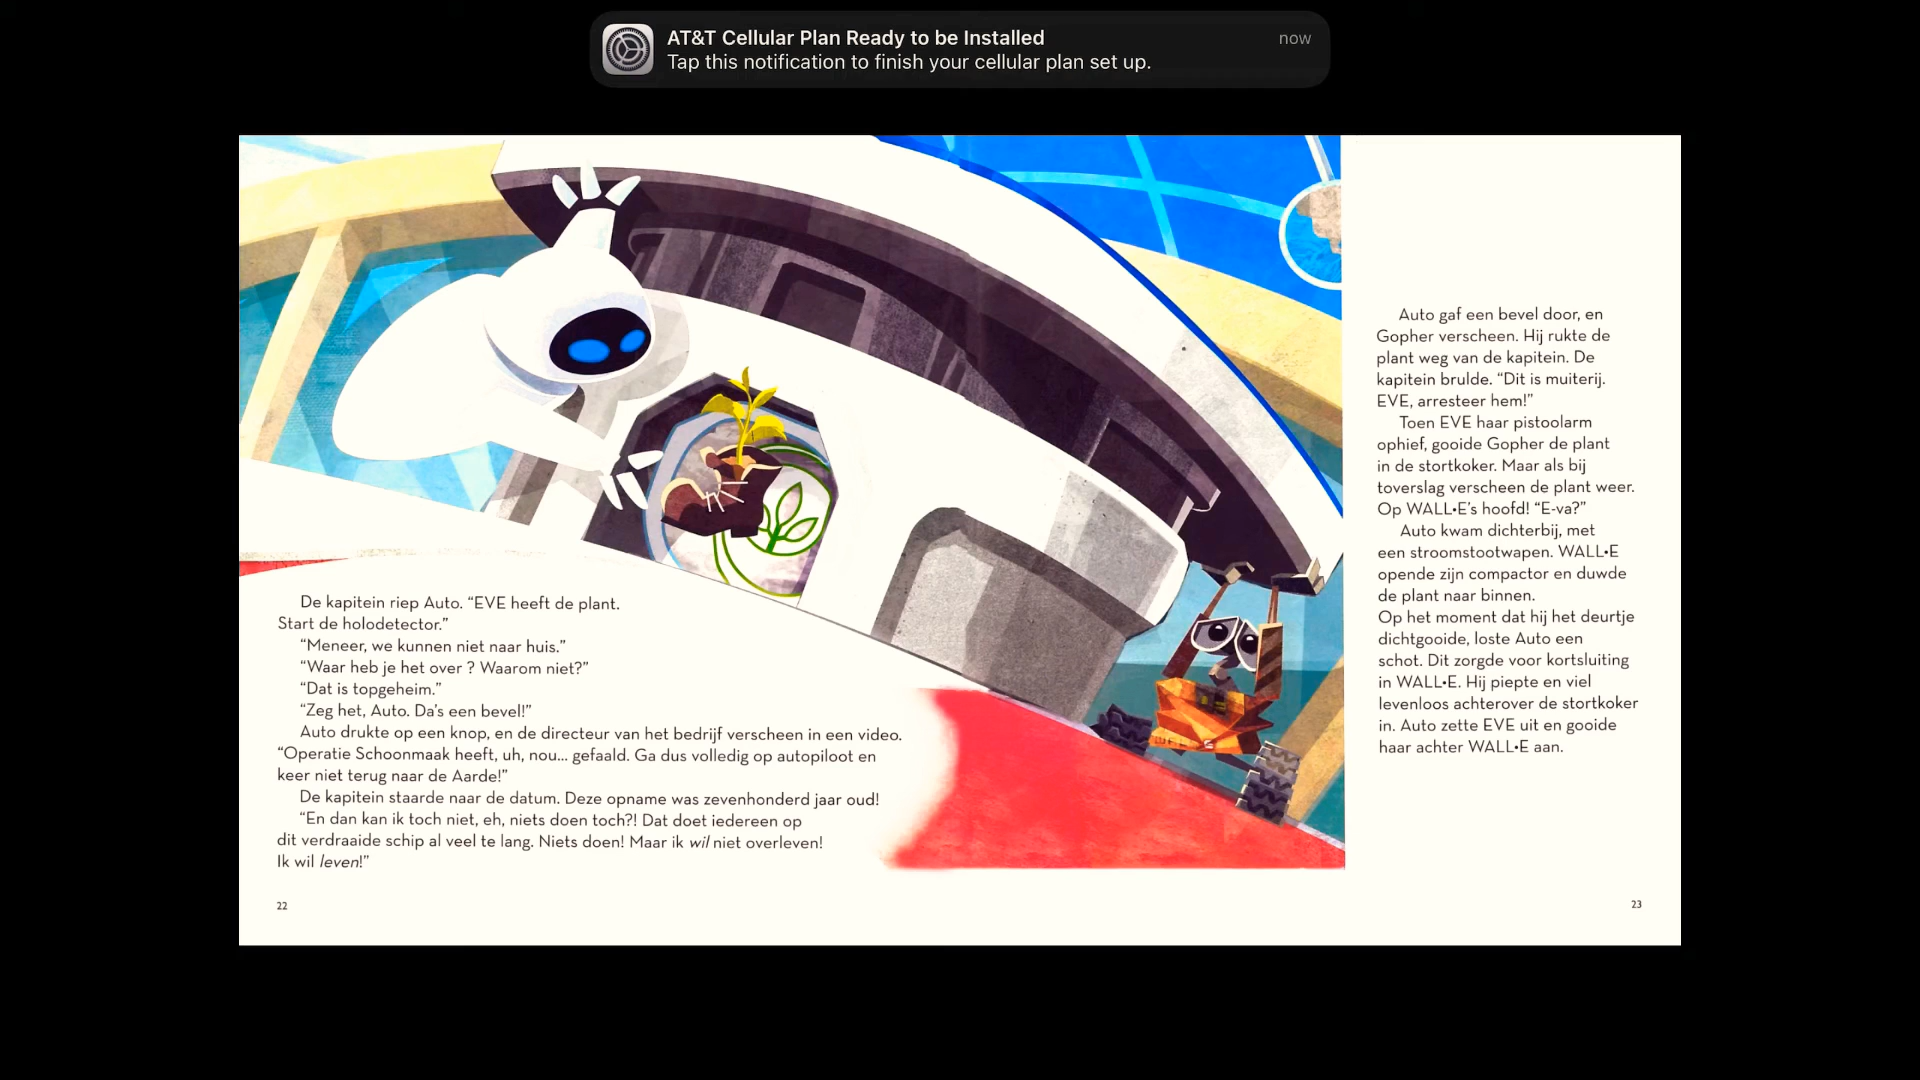 AT&T Cellular Plan Ready to be Installed
now
Tap this notification to finish your cellular plan set up.
De kapitein riep Auto. “EVE heeft de plant.
Start de holodetector.”
“Meneer, we kunnen niet naar huis.”
“Waar heb je het over ? Waarom niet?”
“Dat is topgeheim.”
“Zeg het, Auto. Da’s een bevel!”
Auto drukte op een knop, en de directeur van het bedrijf verscheen in een video.
“Operatie Schoonmaak heeft, uh, nou... gefaald. Ga dus volledig op autopiloot en
keer niet terug naar de Aarde!”
De kapitein staarde naar de datum. Deze opname was zevenhonderd jaar oud!
“En dan kan ik toch niet, eh, niets doen toch?! Dat doet iedereen op
dit verdraaide schip al veel te lang. Niets doen! Maar ik wil niet overleven!
Ik wil leven!”
22
Auto gaf een bevel door, en
Gopher verscheen. Hij rukte de
plant weg van de kapitein. De
kapitein brulde. “Dit is muiterij.
EVE, arresteer hem!”
Toen EVE haar pistoolarm
ophief, gooide Gopher de plant
in de stortkoker. Maar als bij
toverslag verscheen de plant weer.
Op WALL•E’s hoofd! “E-va?”
Auto kwam dichterbij, met
een stroomstootwapen. WALL•E
opende zijn compactor en duwde
de plant naar binnen.
Op het moment dat hij het deurtje
dichtgooide, loste Auto een
schot. Dit zorgde voor kortsluiting
in WALL•E. Hij piepte en viel
levenloos achterover de stortkoker
in. Auto zette EVE uit en gooide
haar achter WALL•E aan.
23